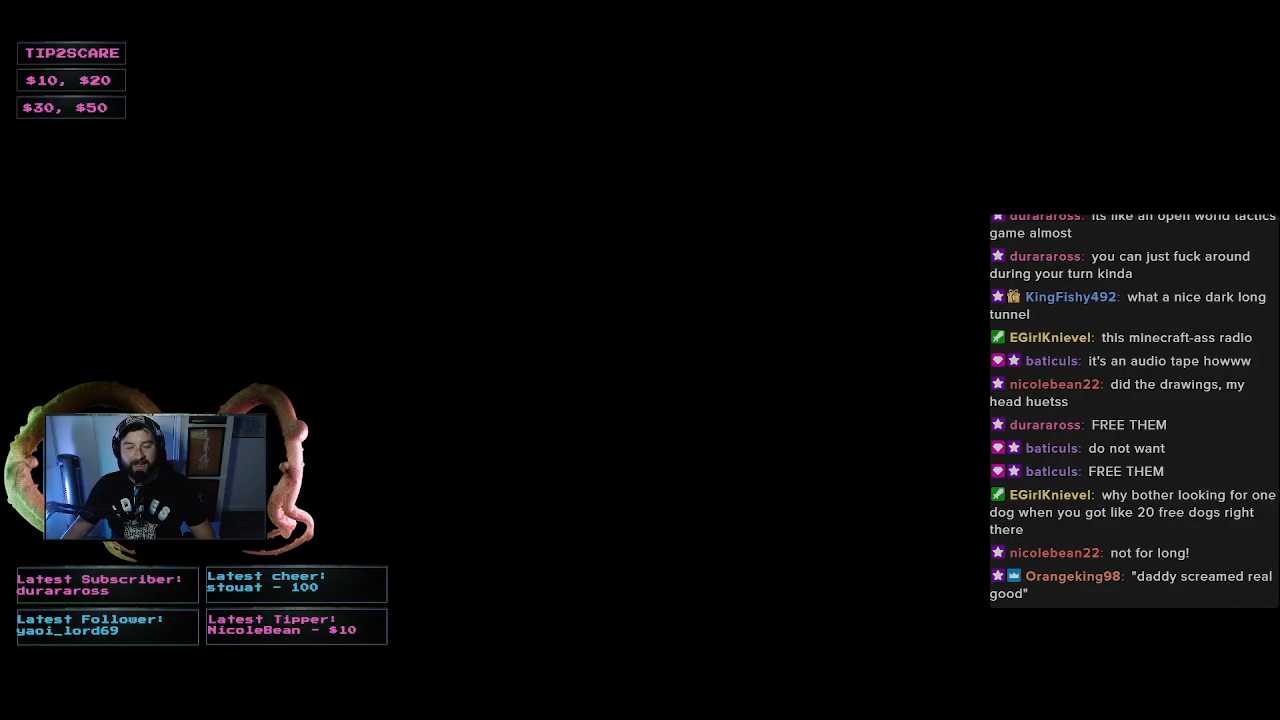 TIP2SCARE
$10, $20
$30, $50
duraraross: its like an open world tactics
game almost
duraraross: you can just fuck around
during your turn kinda
KingFishy492: what a nice dark long
tunnel
EGirlKnievel: this minecraft-ass radio
baticuls: it's an audio tape howww
nicolebean22: did the drawings, my
head huetss
duraraross: FREE THEM
baticuls: do not want
baticuls: FREE THEM
EGirlKnievel: why bother looking for one
dog when you got like 20 free dogs right
there
nicolebean22: not for long!
Orangeking98: "daddy screamed real
good"
Latest Subscriber:
duraraross
Latest cheer:
stouat - 100
Latest Follower:
yaoi_lord69
Latest Tipper:
NicoleBean - $10